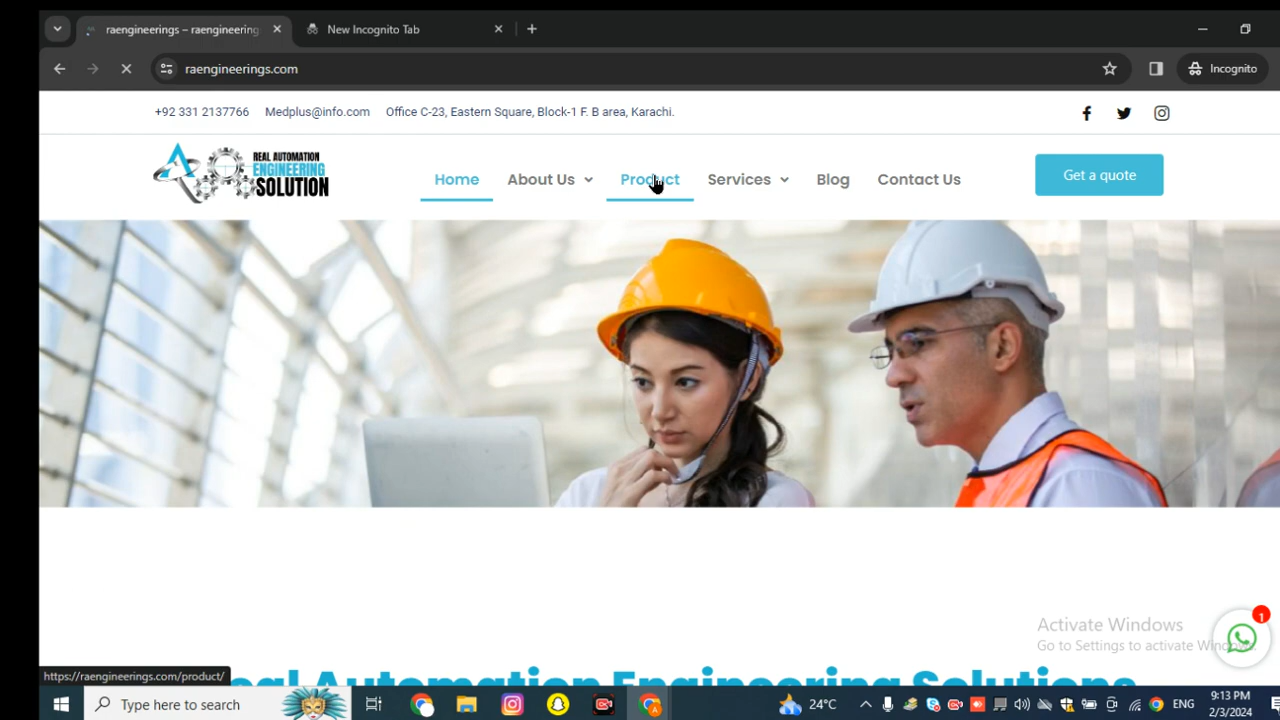 raengineerings – raengineering
New Incognito Tab
raengineerings.com
Incognito
+92 331 2137766 Medplus@info.com Office C-23, Eastern Square, Block-1 F. B area, Karachi.
REAL AUTOMATION
ENGINEERING
SOLUTION
Home About Us Product Services Blog Contact Us
Get a quote
Activate Windows
Go to Settings to activate
1
https://raengineerings.com/product/
eal Automation Engineering Solutions
Type here to search
24°C
ENG
9:13 PM
2/3/2024